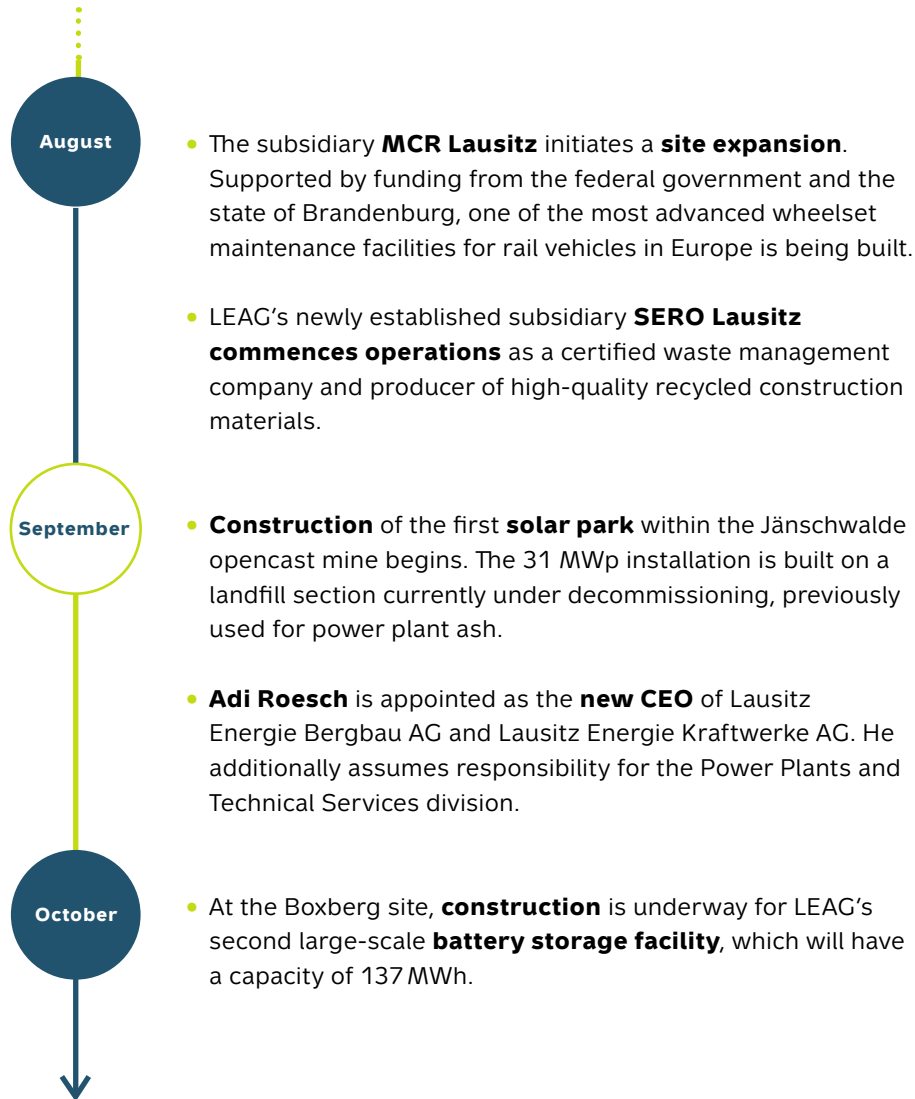 August
• The subsidiary MCR Lausitz initiates a site expansion.
Supported by funding from the federal government and the
state of Brandenburg, one of the most advanced wheelset
maintenance facilities for rail vehicles in Europe is being built.
• LEAG's newly established subsidiary SERO Lausitz
commences operations as a certified waste management
company and producer of high-quality recycled construction
materials.
September
• Construction of the first solar park within the Jänschwalde
opencast mine begins. The 31 MWp installation is built on a
landfill section currently under decommissioning, previously
used for power plant ash.
• Adi Roesch is appointed as the new CEO of Lausitz
Energie Bergbau AG and Lausitz Energie Kraftwerke AG. He
additionally assumes responsibility for the Power Plants and
Technical Services division.
October
• At the Boxberg site, construction is underway for LEAG's
second large-scale battery storage facility, which will have
a capacity of 137 MWh.